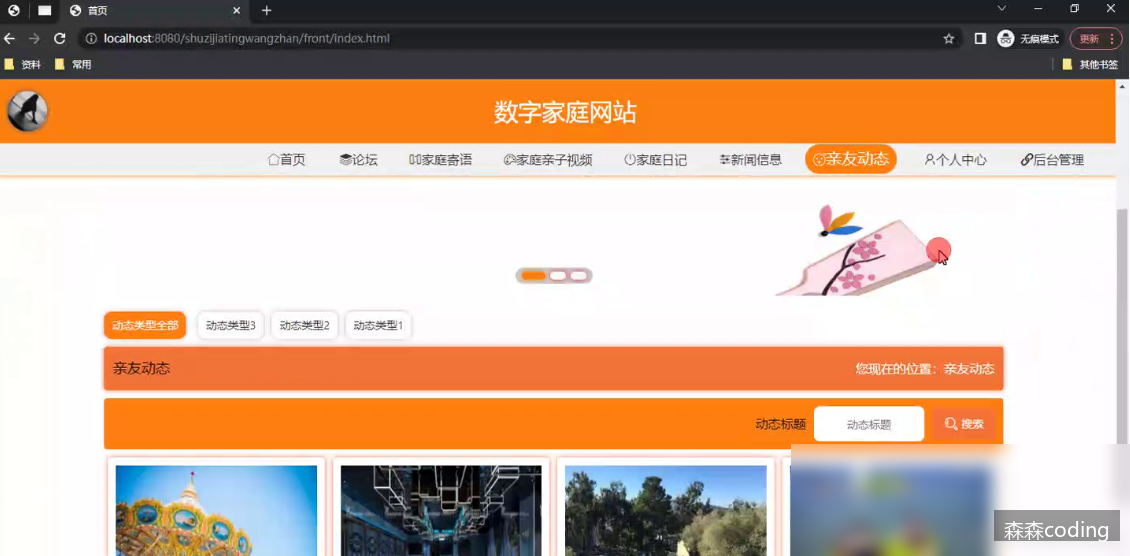 首页
localhost:8080/shuzijiatingwangzhan/front/index.html
无痕模式
更新
资料
常用
其他书签
数字家庭网站
首页
论坛
家庭寄语
家庭亲子视频
家庭日记
新闻信息
亲友动态
个人中心
后台管理
动态类型全部
动态类型3
动态类型2
动态类型1
亲友动态
您现在的位置：亲友动态
动态标题
动态标题
搜索
森森coding